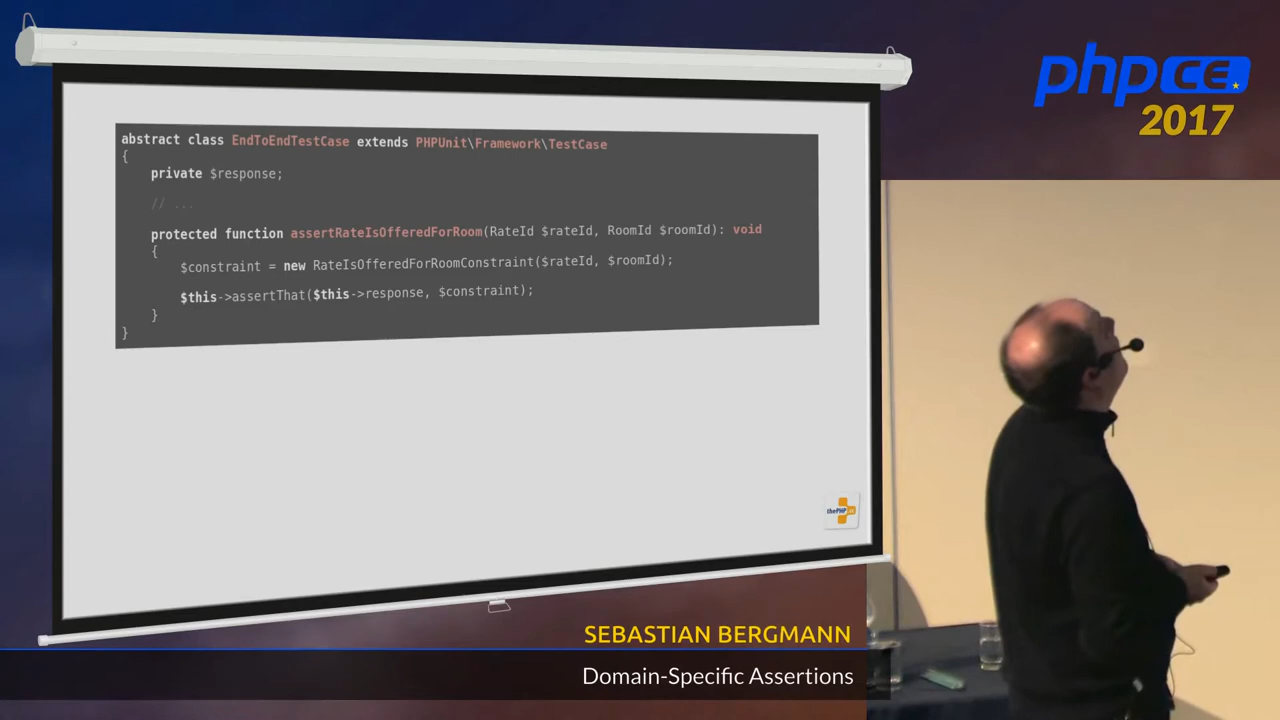 phpCE
2017
abstract class EndToEndTestCase extends PHPUnit\Framework\TestCase
{
private $response;
// ...
protected function assertRateIsOfferedForRoom(RateId $rateId, RoomId $roomId): void
{
$constraint = new RateIsOfferedForRoomConstraint($rateId, $roomId);
$this->assertThat($this->response, $constraint);
}
}
thePHP
SEBASTIAN BERGMANN
Domain-Specific Assertions